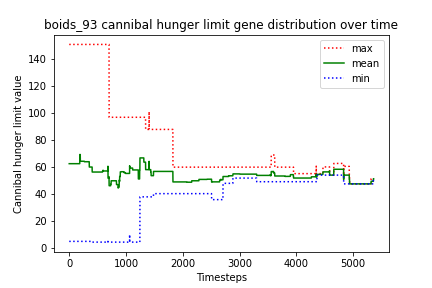 boids_93 cannibal hunger limit gene distribution over time
Cannibal hunger limit value
140
120
100
80
60
40
20
0
max
mean
min
0
1000
2000
3000
4000
5000
Timesteps